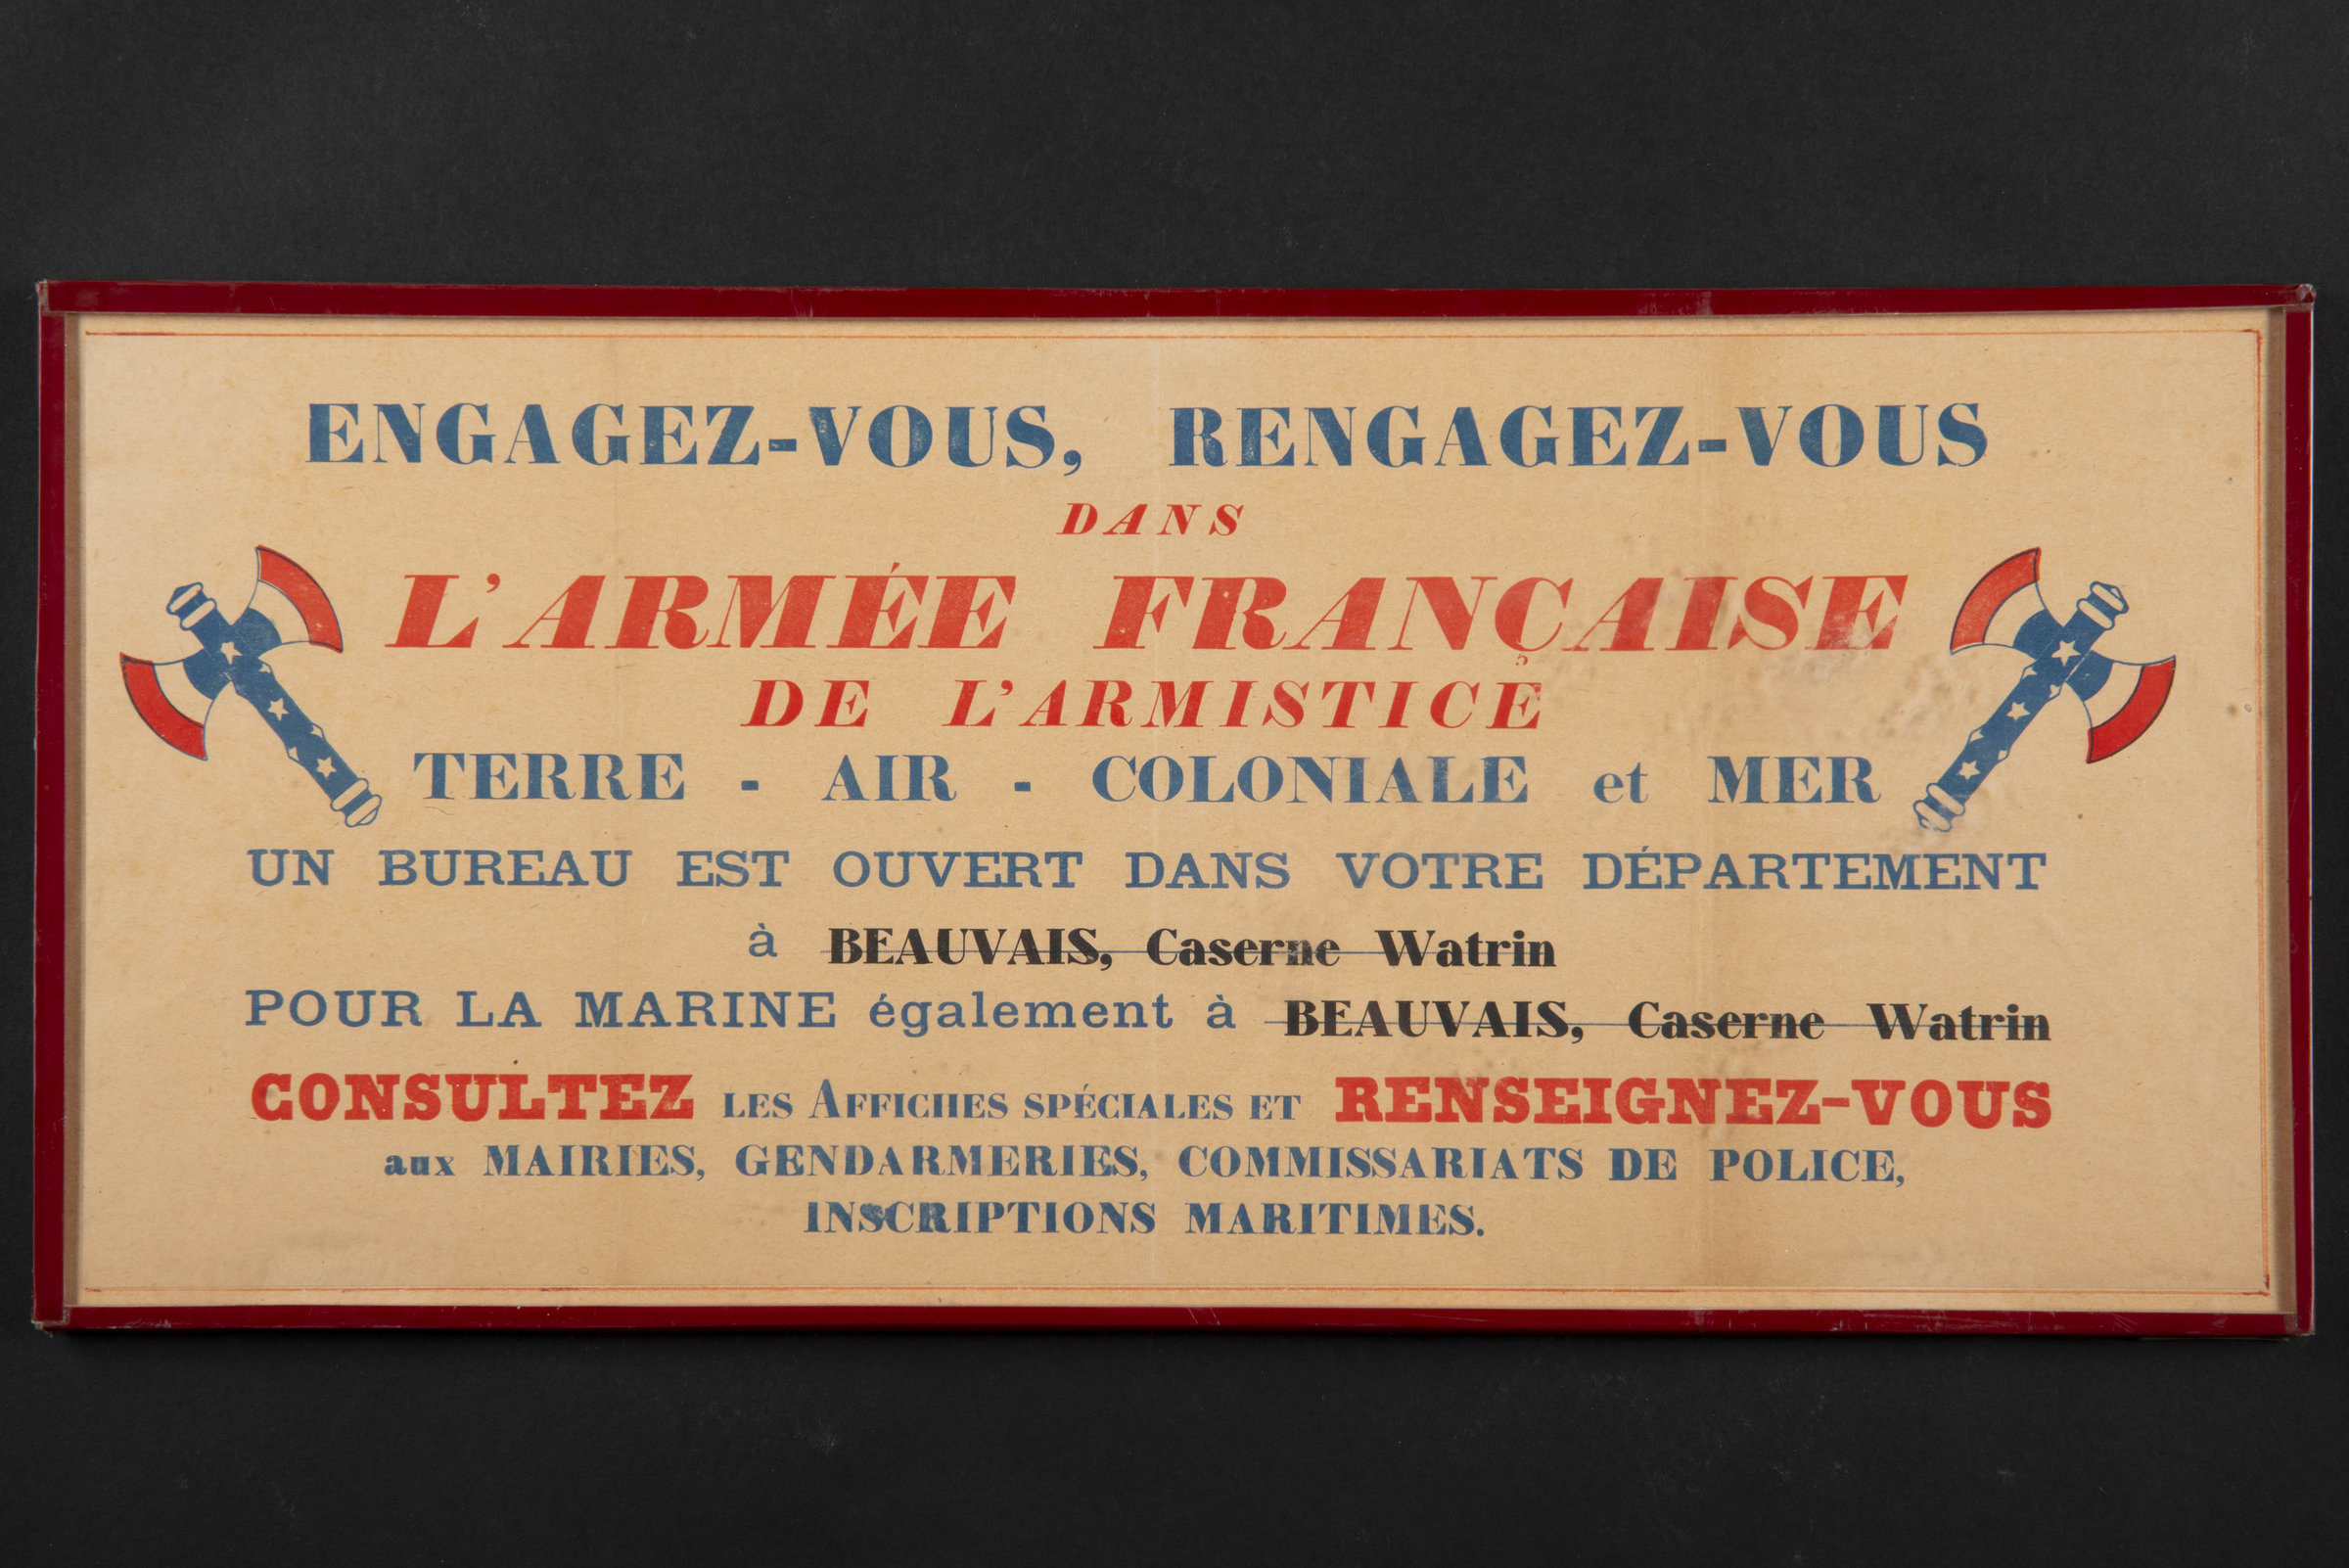 ENGAGEZ-VOUS, RENGAGEZ-VOUS
DANS
L'ARMÉE FRANÇAISE
DE L'ARMISTICE
TERRE - AIR - COLONIALE et MER
UN BUREAU EST OUVERT DANS VOTRE DÉPARTEMENT
à BEAUVAIS, Caserne Watrin
POUR LA MARINE également à BEAUVAIS, Caserne Watrin
CONSULTEZ LES AFFICHES SPÉCIALES ET RENSEIGNEZ-VOUS
aux MAIRIES, GENDARMERIES, COMMISSARIATS DE POLICE,
INSCRIPTIONS MARITIMES.